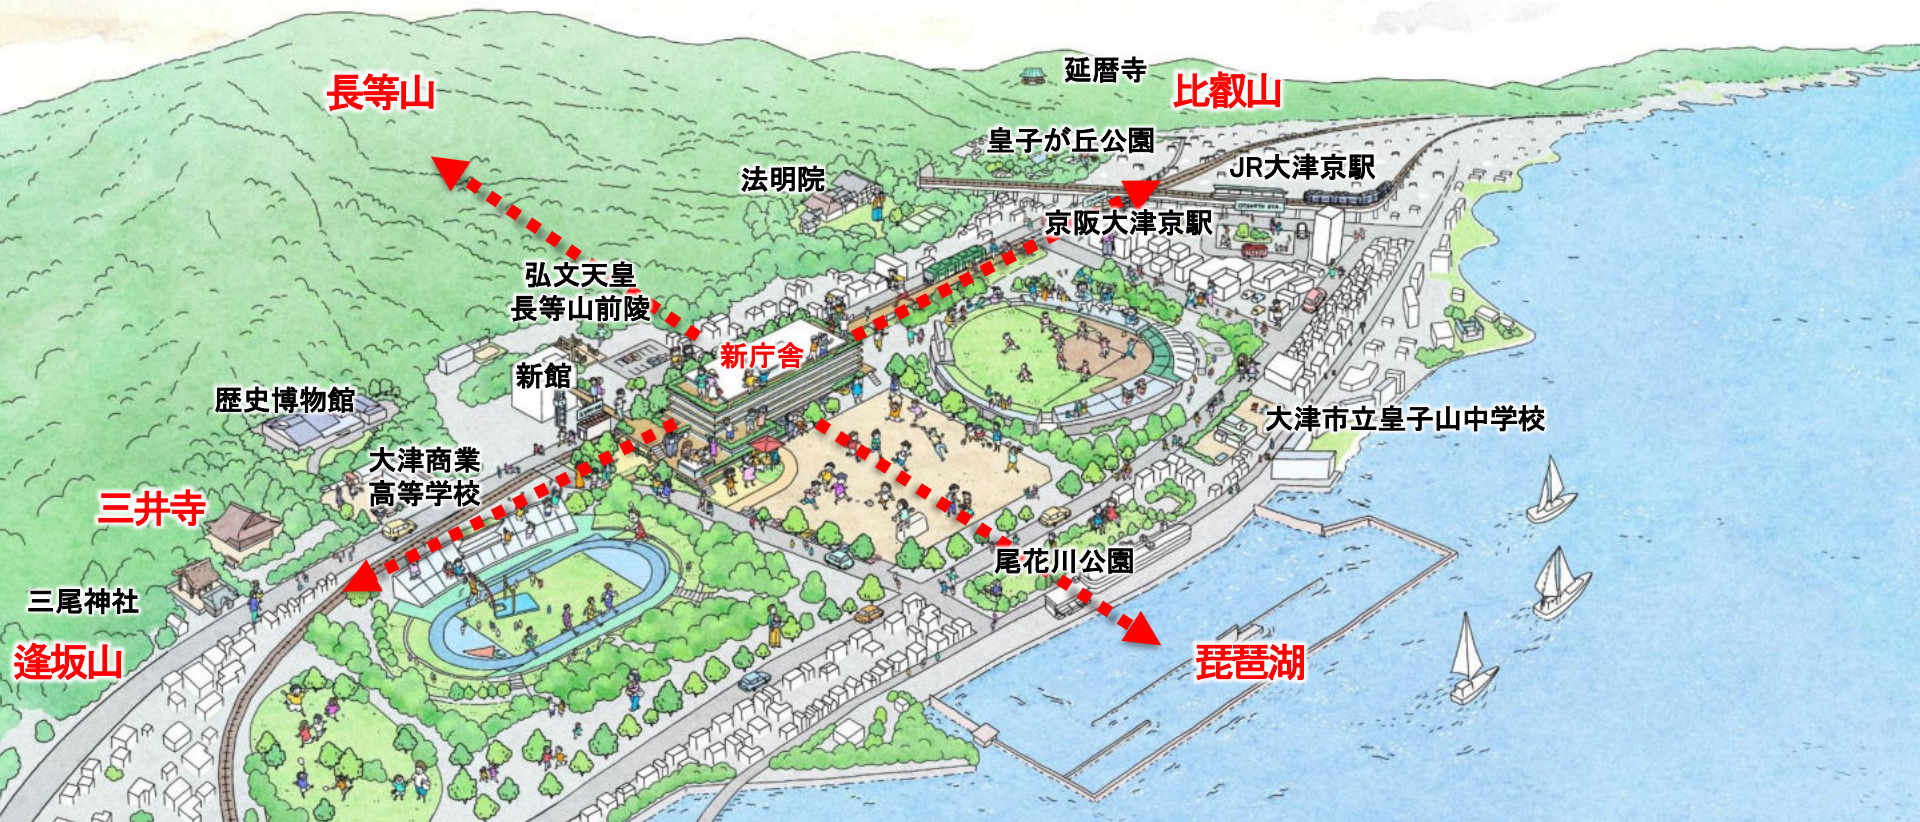 延暦寺
長等山
比叡山
皇子が丘公園
JR大津京駅
法明院
京阪大津京駅
弘文天皇
長等山前陵
新庁舎
新館
歴史博物館
大津市立皇子山中学校
大津商業
高等学校
三井寺
尾花川公園
三尾神社
逢坂山
琵琶湖